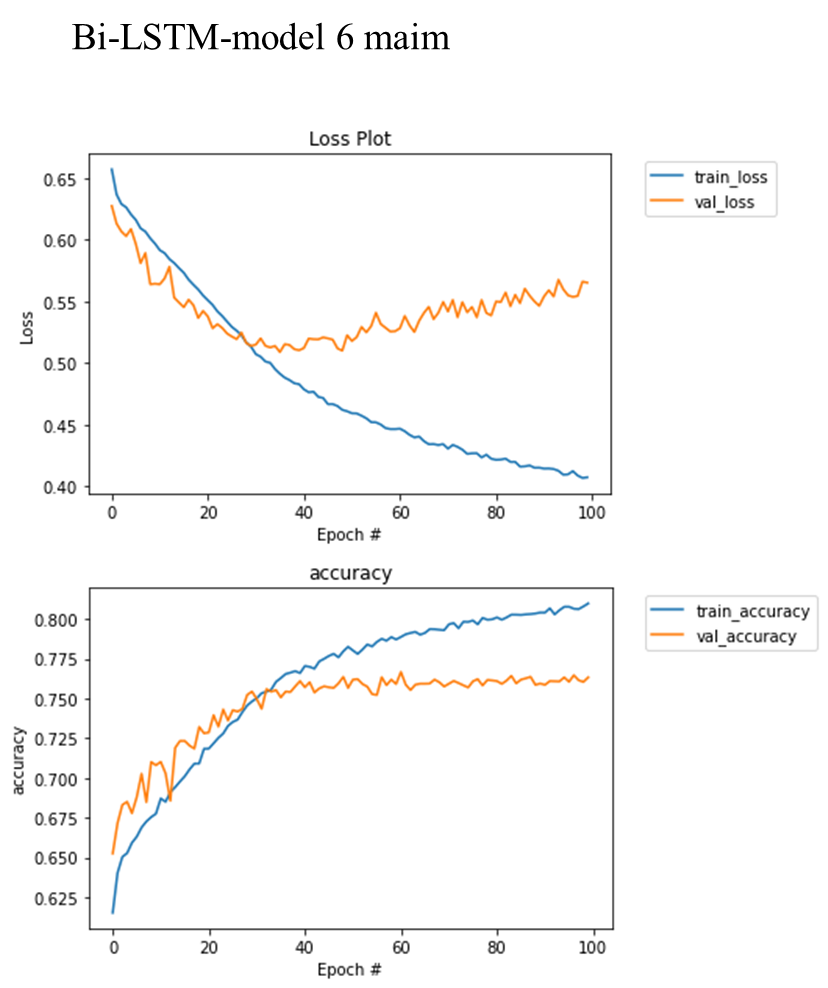 Bi-LSTM-model 6 maim
Loss Plot
train_loss
val_loss
0.65
0.60
0.55
0.50
0.45
0.40
Loss
0 20 40 60 80 100
Epoch #
accuracy
train_accuracy
val_accuracy
0.800
0.775
0.750
0.725
0.700
0.675
0.650
0.625
accuracy
0 20 40 60 80 100
Epoch #